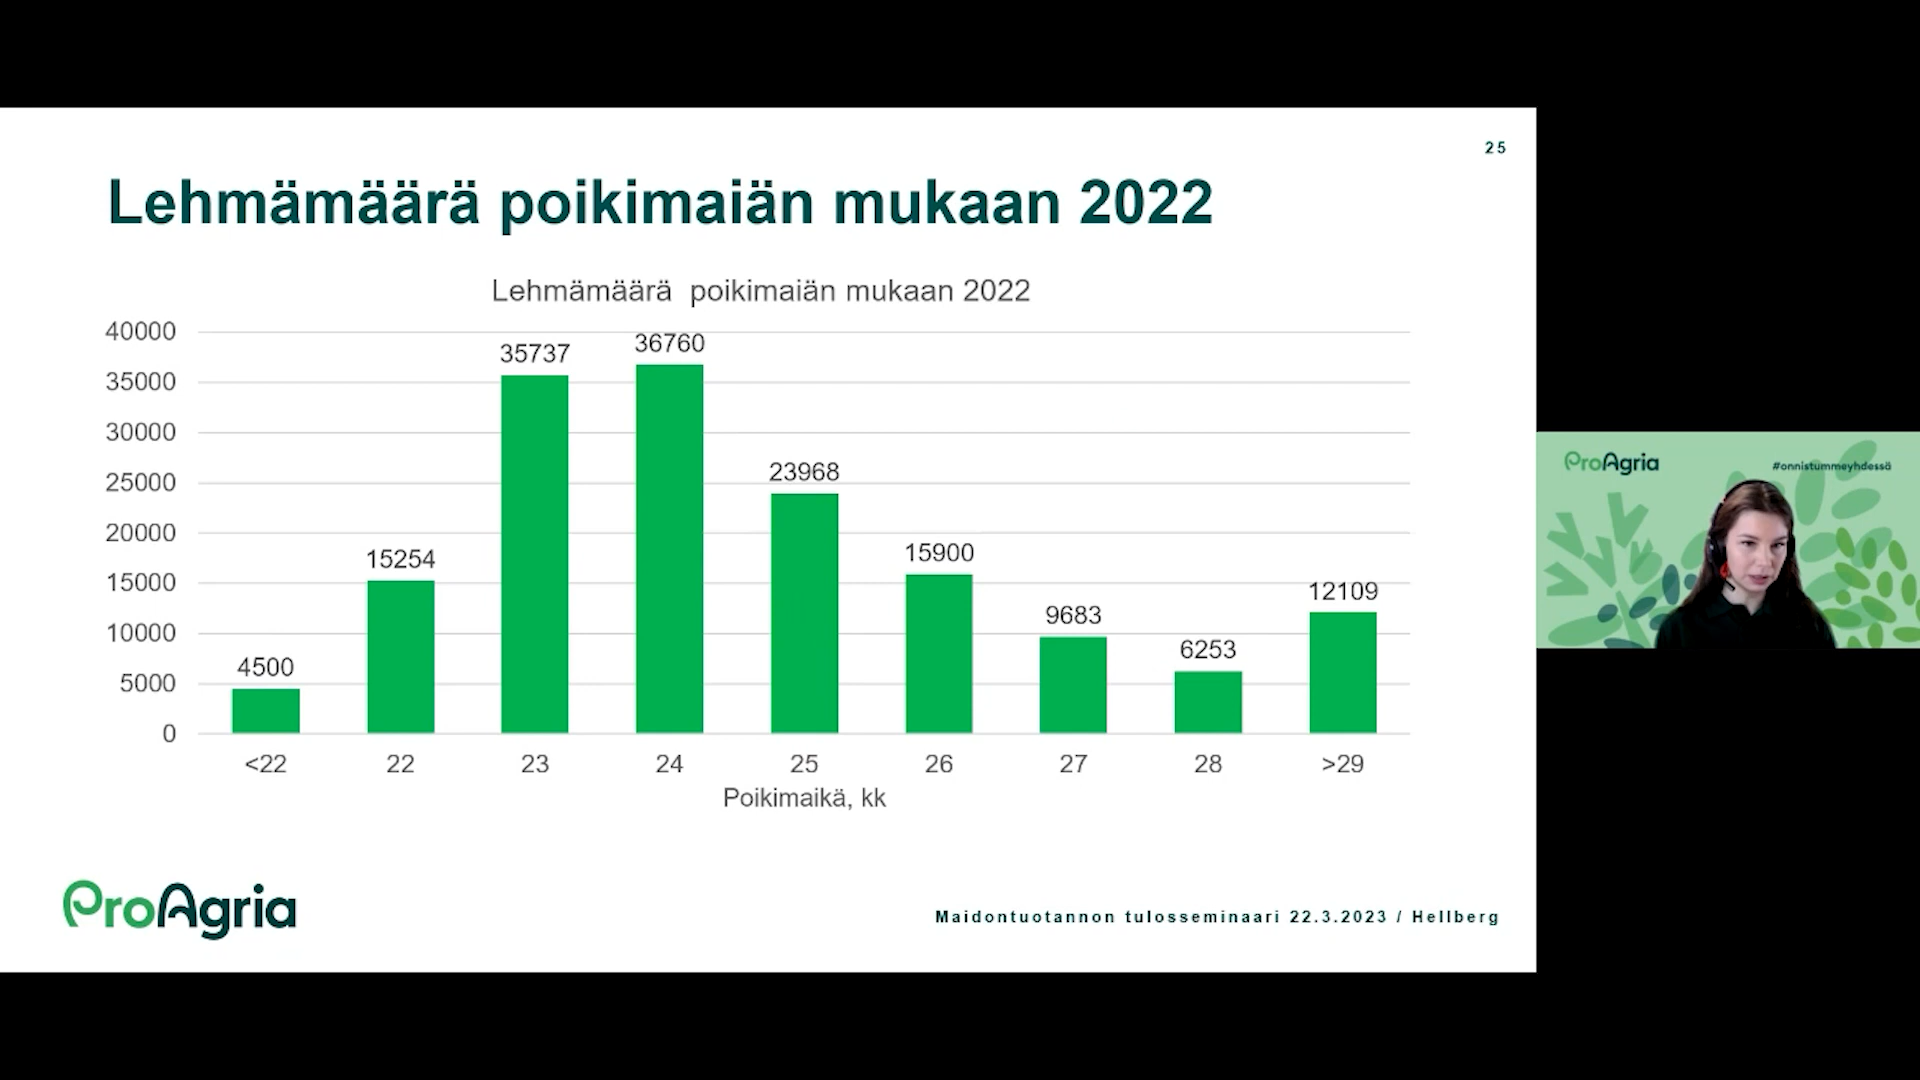 25
Lehmämäärä poikimaiän mukaan 2022
Lehmämäärä poikimaiän mukaan 2022
40000
35000
30000
25000
20000
15000
10000
5000
0
4500
15254
35737
36760
23968
15900
9683
6253
12109
<22 22 23 24 25 26 27 28 >29
Poikimaikä, kk
ProAgria
Maidontuotannon tulosseminaari 22.3.2023 / Hellberg
ProAgria
#onnistummeyhdessä